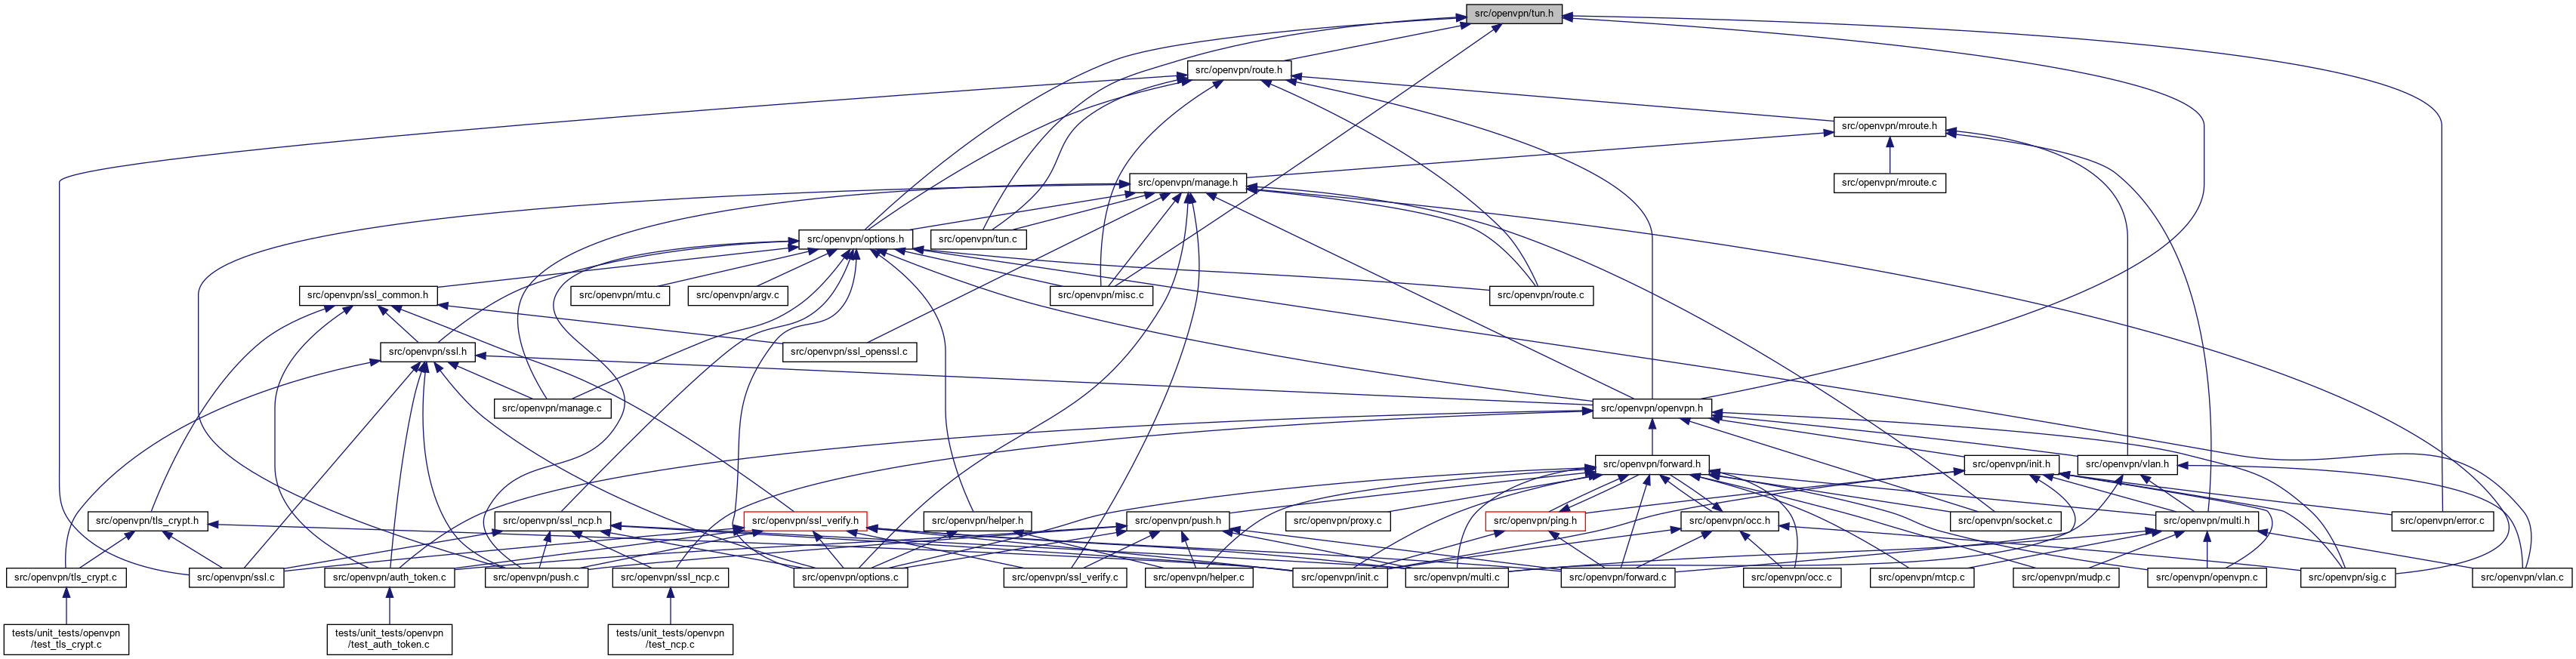 src/openvpn/tun.h
src/openvpn/route.h
src/openvpn/mroute.h
src/openvpn/manage.h
src/openvpn/mroute.c
src/openvpn/options.h
src/openvpn/tun.c
src/openvpn/ssl_common.h
src/openvpn/mtu.c
src/openvpn/argv.c
src/openvpn/misc.c
src/openvpn/route.c
src/openvpn/ssl.h
src/openvpn/ssl_openssl.c
src/openvpn/manage.c
src/openvpn/openvpn.h
src/openvpn/forward.h
src/openvpn/init.h
src/openvpn/vlan.h
src/openvpn/tls_crypt.h
src/openvpn/ssl_ncp.h
src/openvpn/ssl_verify.h
src/openvpn/helper.h
src/openvpn/push.h
src/openvpn/proxy.c
src/openvpn/ping.h
src/openvpn/occ.h
src/openvpn/socket.c
src/openvpn/multi.h
src/openvpn/error.c
src/openvpn/tls_crypt.c
src/openvpn/ssl.c
src/openvpn/auth_token.c
src/openvpn/push.c
src/openvpn/ssl_ncp.c
src/openvpn/options.c
src/openvpn/ssl_verify.c
src/openvpn/helper.c
src/openvpn/init.c
src/openvpn/multi.c
src/openvpn/forward.c
src/openvpn/occ.c
src/openvpn/mtcp.c
src/openvpn/mudp.c
src/openvpn/openvpn.c
src/openvpn/sig.c
src/openvpn/vlan.c
tests/unit_tests/openvpn
/test_tls_crypt.c
tests/unit_tests/openvpn
/test_auth_token.c
tests/unit_tests/openvpn
/test_ncp.c